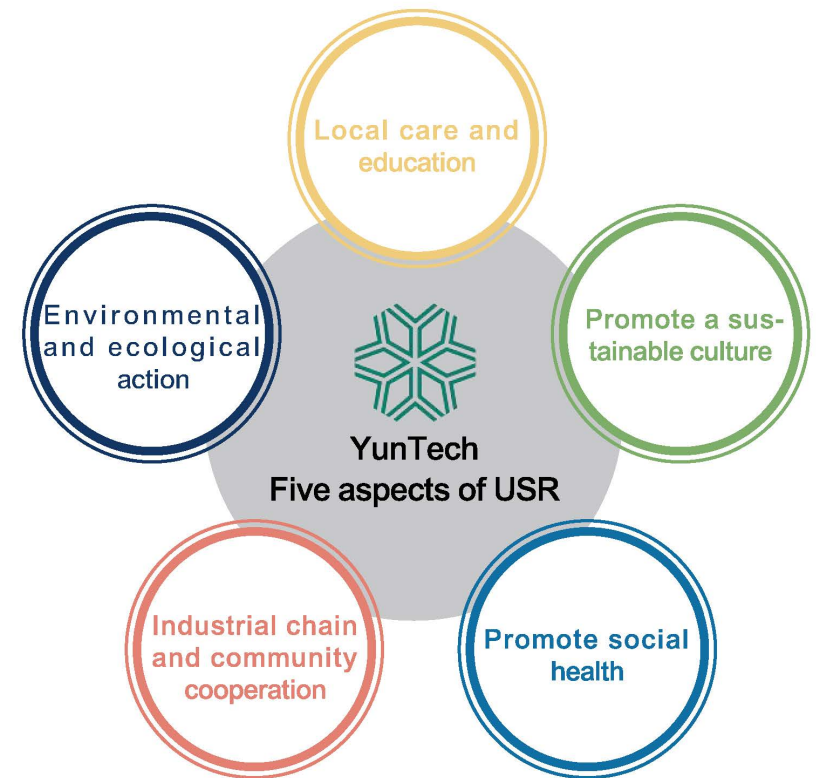 Local care and
education
Environmental
and ecological
action
Promote a sus-
tainable culture
YunTech
Five aspects of USR
Industrial chain
and community
cooperation
Promote social
health